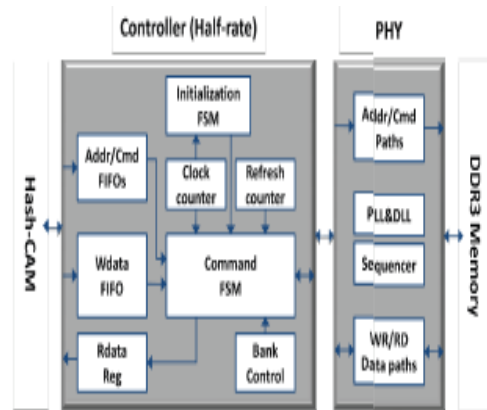 Controller (Half-rate)
PHY
Hash-CAM
Initialization
FSM
Addr/Cmd
FIFOs
Clock
counter
Refresh
counter
Wdata
FIFO
Command
FSM
Rdata
Reg
Bank
Control
Addr/Cmd
Paths
PLL&DLL
Sequencer
WR/RD
Data paths
DDR3 Memory